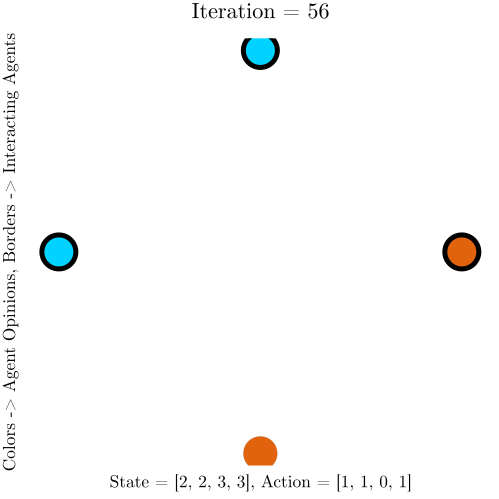 Iteration = 56
Colors -> Agent Opinions, Borders -> Interacting Agents
State = [2, 2, 3, 3], Action = [1, 1, 0, 1]